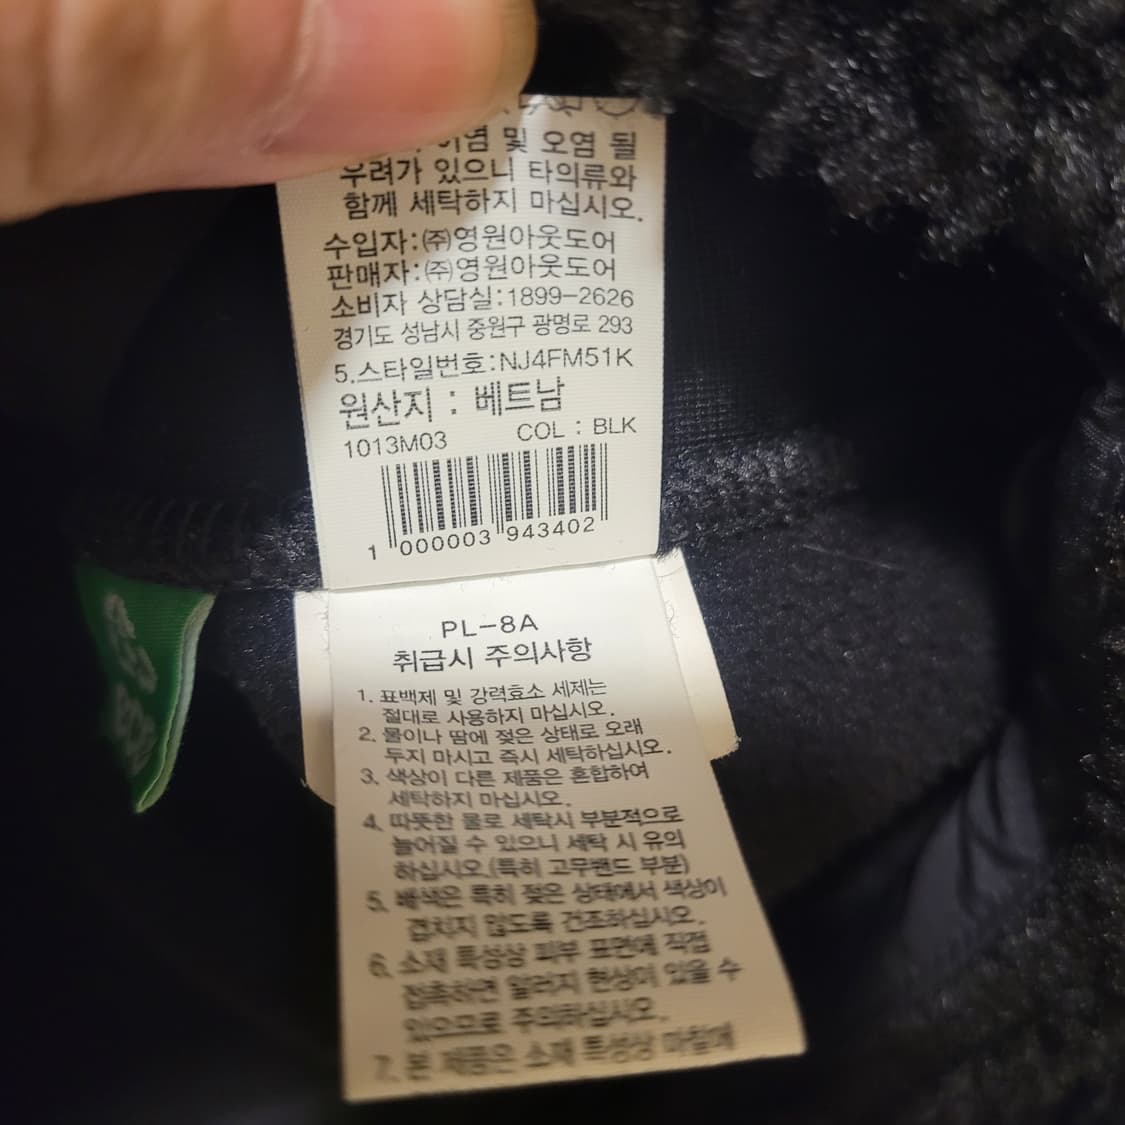 이염 및 오염 될
우려가 있으니 타의류와
함께 세탁하지 마십시오.
수입자:㈜영원아웃도어
판매자:㈜영원아웃도어
소비자 상담실:1899-2626
경기도 성남시 중원구 광명로 293
5.스타일번호:NJ4FM51K
원산지 : 베트남
1013M03 COL : BLK
1 000003 943402
PL-8A
취급시 주의사항
1. 표백제 및 강력효소 세제는
절대로 사용하지 마십시오.
2. 물이나 땀에 젖은 상태로 오래
두지 마시고 즉시 세탁하십시오.
3. 색상이 다른 제품은 혼합하여
세탁하지 마십시오.
4. 따뜻한 물로 세탁시 부분적으로
늘어질 수 있으니 세탁 시 유의
하십시오.(특히 고무밴드 부분)
5. 배색은 특히 젖은 상태에서 색상이
겹치지 않도록 건조하십시오.
6. 소재 특성상 피부 표면에 직접
접촉하면 알러지 현상이 있을 수
있으므로 주의하십시오.
7. 본 제품은 소재 특성상 마찰에